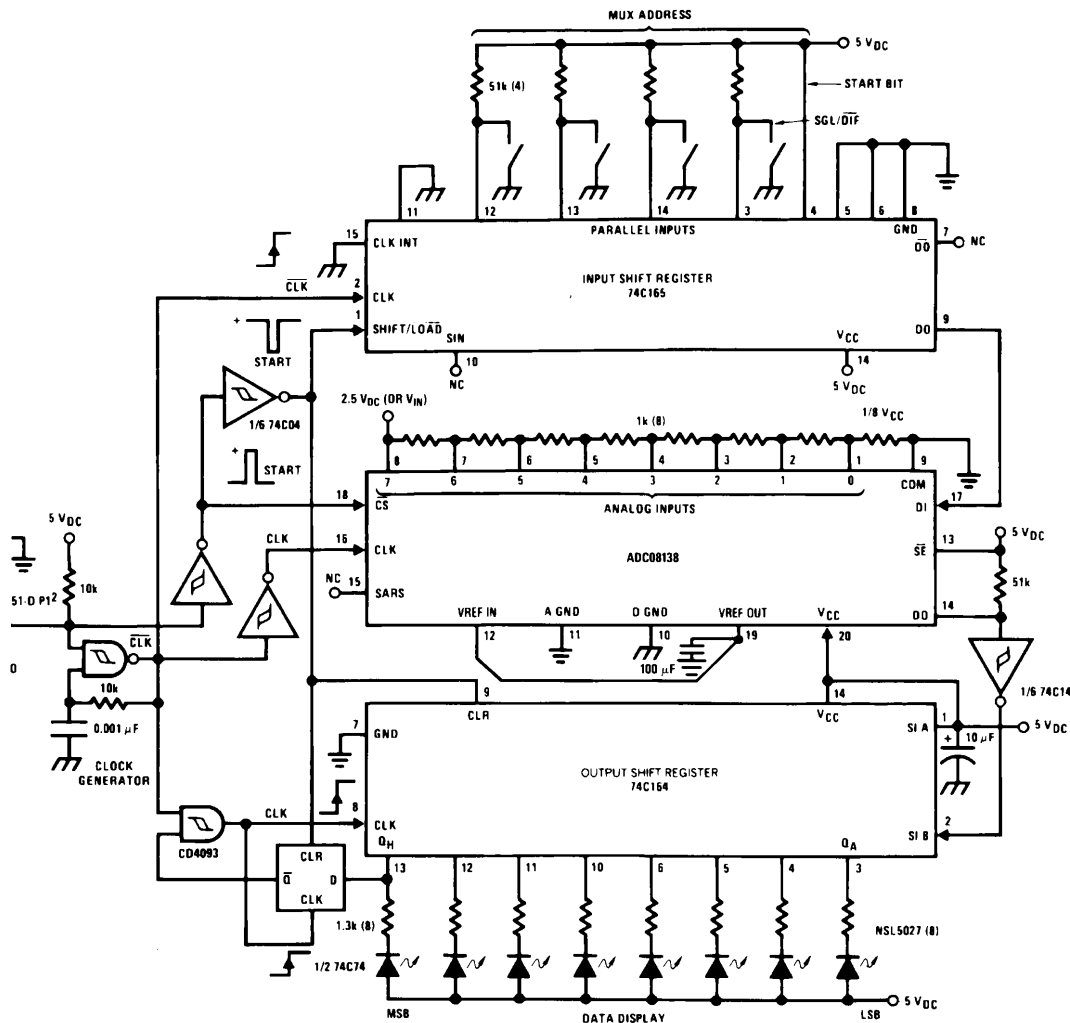 MUX ADDRESS
5 VDC
51k (4)
START BIT
SGL/D̅I̅F̅
11
12
13
14
3
4
5
6
8
GND
PARALLEL INPUTS
15
CLK INT
D̅O̅
7
NC
INPUT SHIFT REGISTER
74C165
C̅L̅K̅
2
CLK
1
SHIFT/LOA̅D̅
SIN
VCC
DO
9
+
START
10
NC
14
5 VDC
1/6 74C04
2.5 VDC (OR VIN)
1k (8)
1/8 VCC
START
8
7
6
5
4
3
2
1
9
7
6
5
4
3
2
1
0
COM
ANALOG INPUTS
18
C̅S̅
DI
17
5 VDC
CLK
16
CLK
ADC08138
S̅E̅
13
5 VDC
10k
NC
15
SARS
51k
51-D P1²
VREF IN
A GND
D GND
VREF OUT
VCC
DO
14
C̅L̅K̅
12
11
10
19
20
0
100 µF
10k
1/6 74C14
0.001 µF
9
CLR
14
VCC
7
GND
SI A
1
+
10 µF
5 VDC
CLOCK
GENERATOR
OUTPUT SHIFT REGISTER
74C164
CLK
8
CLK
SI B
2
CD4093
QH
QA
CLR
Q̅
D
CLK
13
12
11
10
6
5
4
3
1.3k (8)
NSL5027 (8)
1/2 74C74
MSB
DATA DISPLAY
LSB
5 VDC